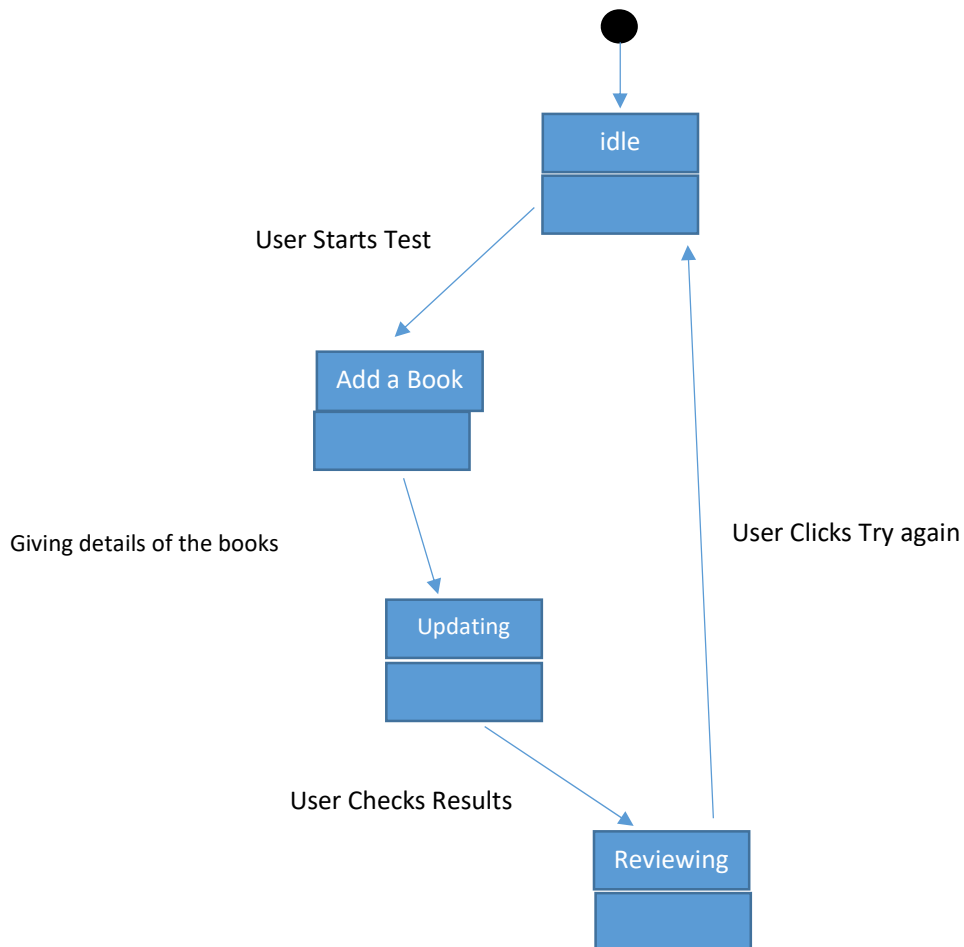 idle
User Starts Test
Add a Book
User Clicks Try again
Giving details of the books
Updating
User Checks Results
Reviewing